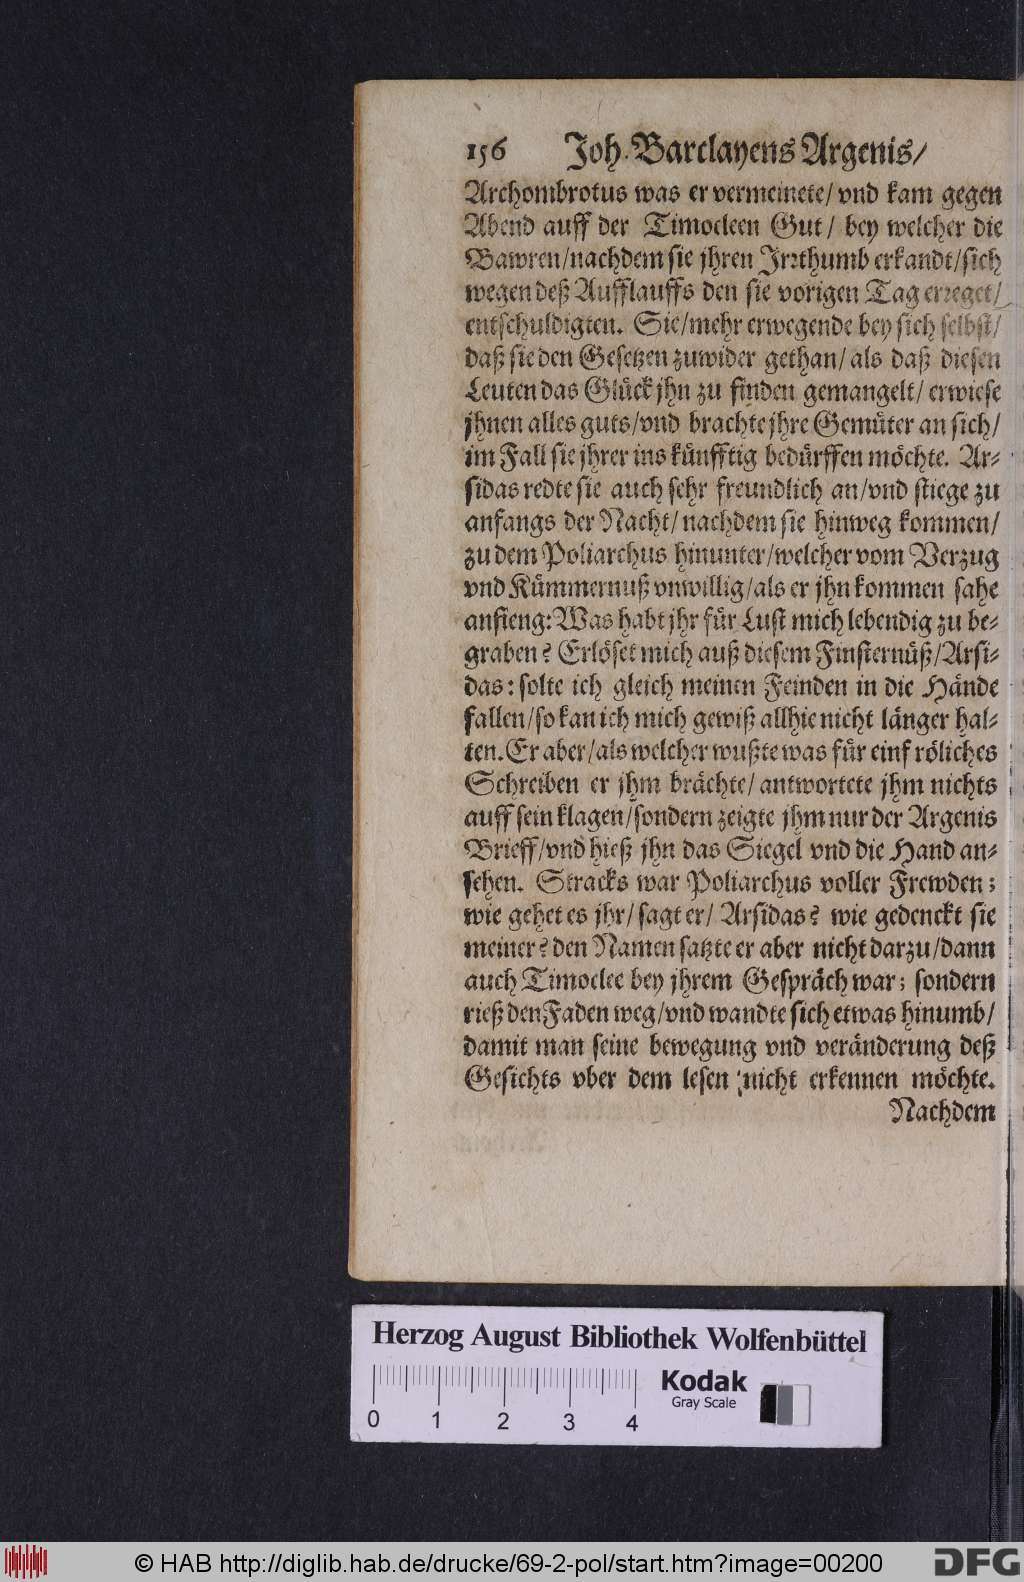 156 Joh. Barclayens Argenis/
Archombrotus was er vermeinete/ vnd kam gegen
Abend auff der Timocleen Gut/ bey welcher die
Bawren/nachdem sie jhren Irꝛthumb erkandt/sich
wegen deß Aufflauffs den sie vorigen Tag erꝛeget/
entschuldigten. Sie/mehr erwegende bey sich selbst/
daß sie den Gesetzen zuwider gethan/ als daß diesen
Leuten das Glück jhn zu finden gemangelt/ erwiese
jhnen alles guts/vnd brachte jhre Gemüter an sich/
im Fall sie jhrer ins künfftig bedürffen möchte. Ar-
sidas redte sie auch sehr freundlich an/vnd stiege zu
anfangs der Nacht/ nachdem sie hinweg kommen/
zu dem Poliarchus hinunter/welcher vom Verzug
vnd Kümmernuß vnwillig/als er jhn kommen sahe
anfieng: Was habt jhr für Lust mich lebendig zu be-
graben? Erlöset mich auß diesem Finsternüß/Arsi-
das: solte ich gleich meinen Feinden in die Hände
fallen/so kan ich mich gewiß allhie nicht länger hal-
ten. Er aber/als welcher wußte was für ein fröliches
Schreiben er jhm brächte/ antwortete jhm nichts
auff sein klagen/sondern zeigte jhm nur der Argenis
Brieff/vnd hieß jhn das Siegel vnd die Hand an-
sehen. Stracks war Poliarchus voller Frewden;
wie gehet es jhr/ sagt er/ Arsidas? wie gedenckt sie
meiner? den Namen satzte er aber nicht darzu/dann
auch Timoclee bey jhrem Gespräch war; sondern
rieß den Faden weg/vnd wandte sich etwas hinumb/
damit man seine bewegung vnd veränderung deß
Gesichts vber dem lesen nicht erkennen möchte.
Nachdem
Herzog August Bibliothek Wolfenbüttel
0 1 2 3 4
Kodak
Gray Scale
© HAB http://diglib.hab.de/drucke/69-2-pol/start.htm?image=00200
DFG